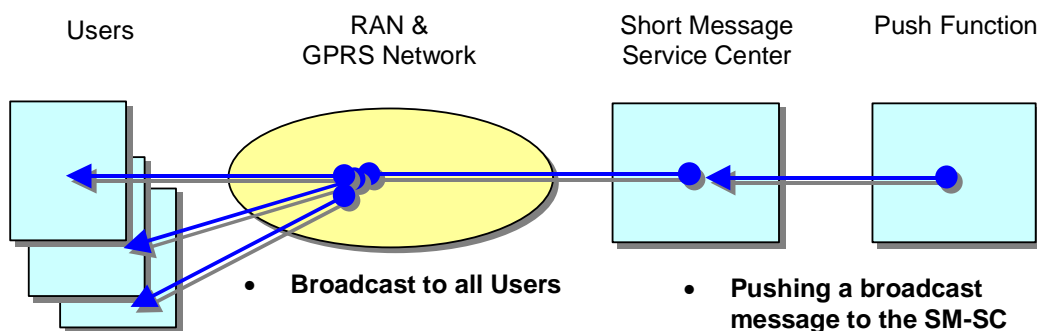 Users
RAN &
GPRS Network
Short Message
Service Center
Push Function
• Broadcast to all Users
• Pushing a broadcast
message to the SM-SC